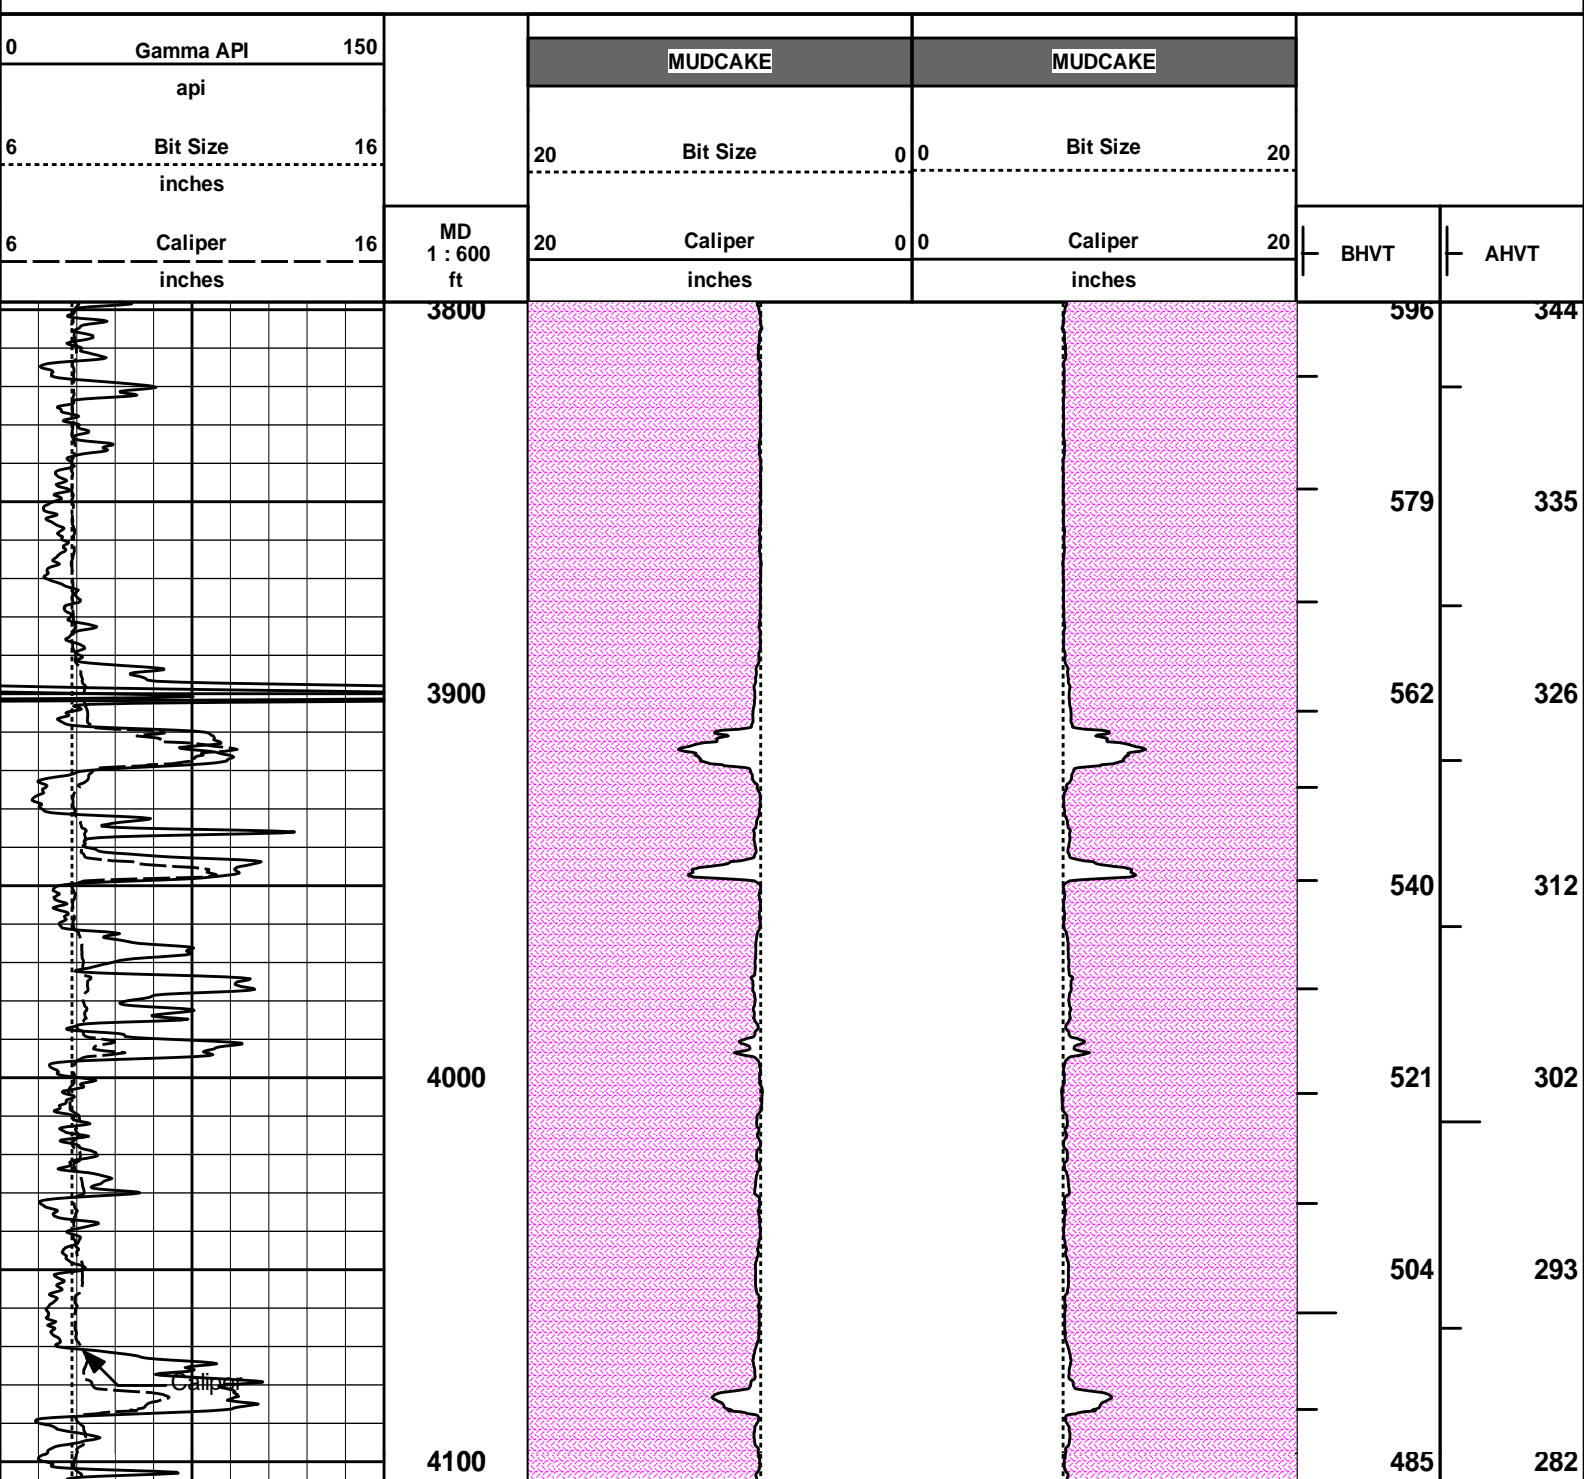 0 Gamma API 150
api
6 Bit Size 16
inches
6 Caliper 16
inches
MD
1 : 600
ft
MUDCAKE
20 Bit Size 0
20 Caliper 0
inches
MUDCAKE
0 Bit Size 20
0 Caliper 20
inches
BHVT
AHVT
3800 596 344
579 335
3900 562 326
540 312
4000 521 302
504 293
Caliper
4100 485 282